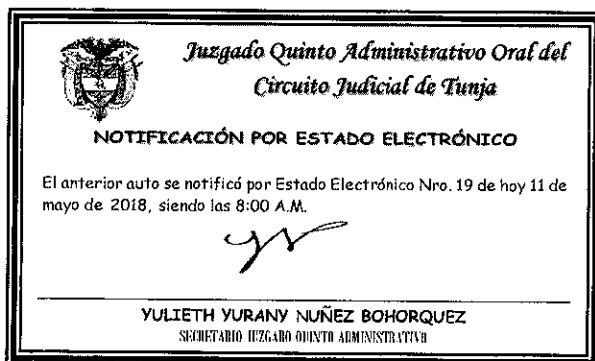 Juzgado Quinto Administrativo Oral del
Circuito Judicial de Tunja
NOTIFICACIÓN POR ESTADO ELECTRÓNICO
El anterior auto se notificó por Estado Electrónico Nro. 19 de hoy 11 de
mayo de 2018, siendo las 8:00 A.M.
YULIETH YURANY NUÑEZ BOHORQUEZ
SECRETARIO JUZGADO QUINTO ADMINISTRATIVO